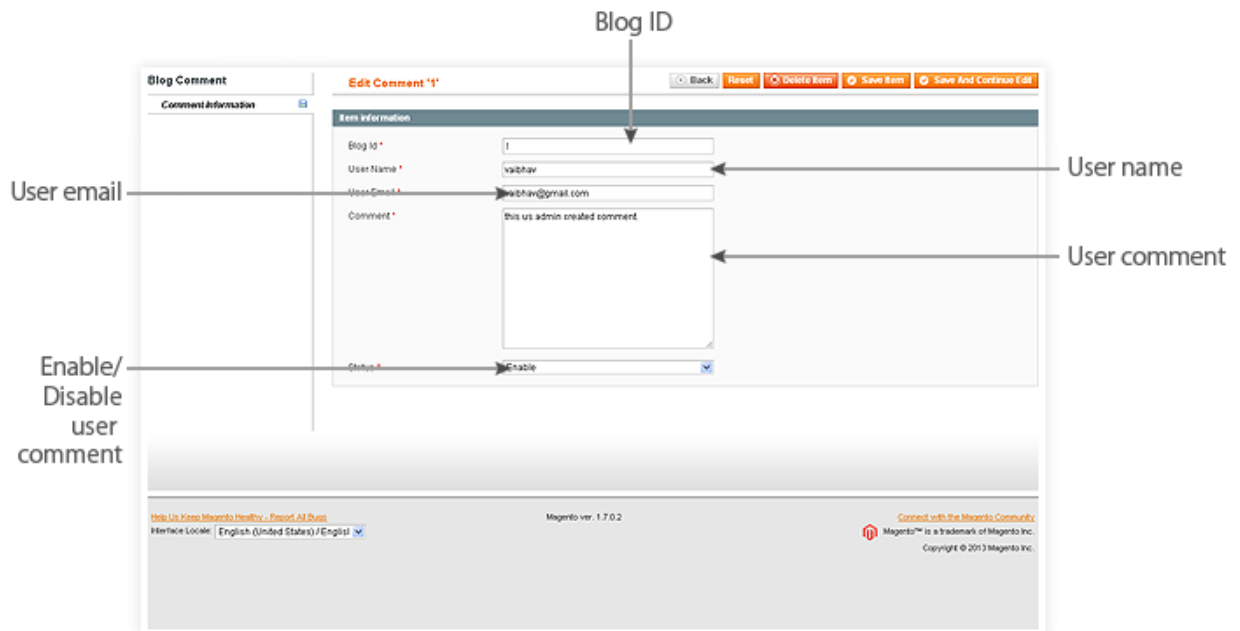 Blog ID
Blog Comment
Comment Information
Edit Comment '1'
Back
Reset
Delete Item
Save Item
Save And Continue Edit
Item information
Blog Id *
1
User Name *
vaibhav
User name
User email
User Email *
vaibhav@gmail.com
Comment *
this us admin created comment
User comment
Enable/
Disable
user
comment
Status *
Enable
Help Us Keep Magento Healthy - Report All Bugs
Interface Locale: English (United States) / Englisl
Magento ver. 1.7.0.2
Connect with the Magento Community
Magento™ is a trademark of Magento Inc.
Copyright © 2013 Magento Inc.